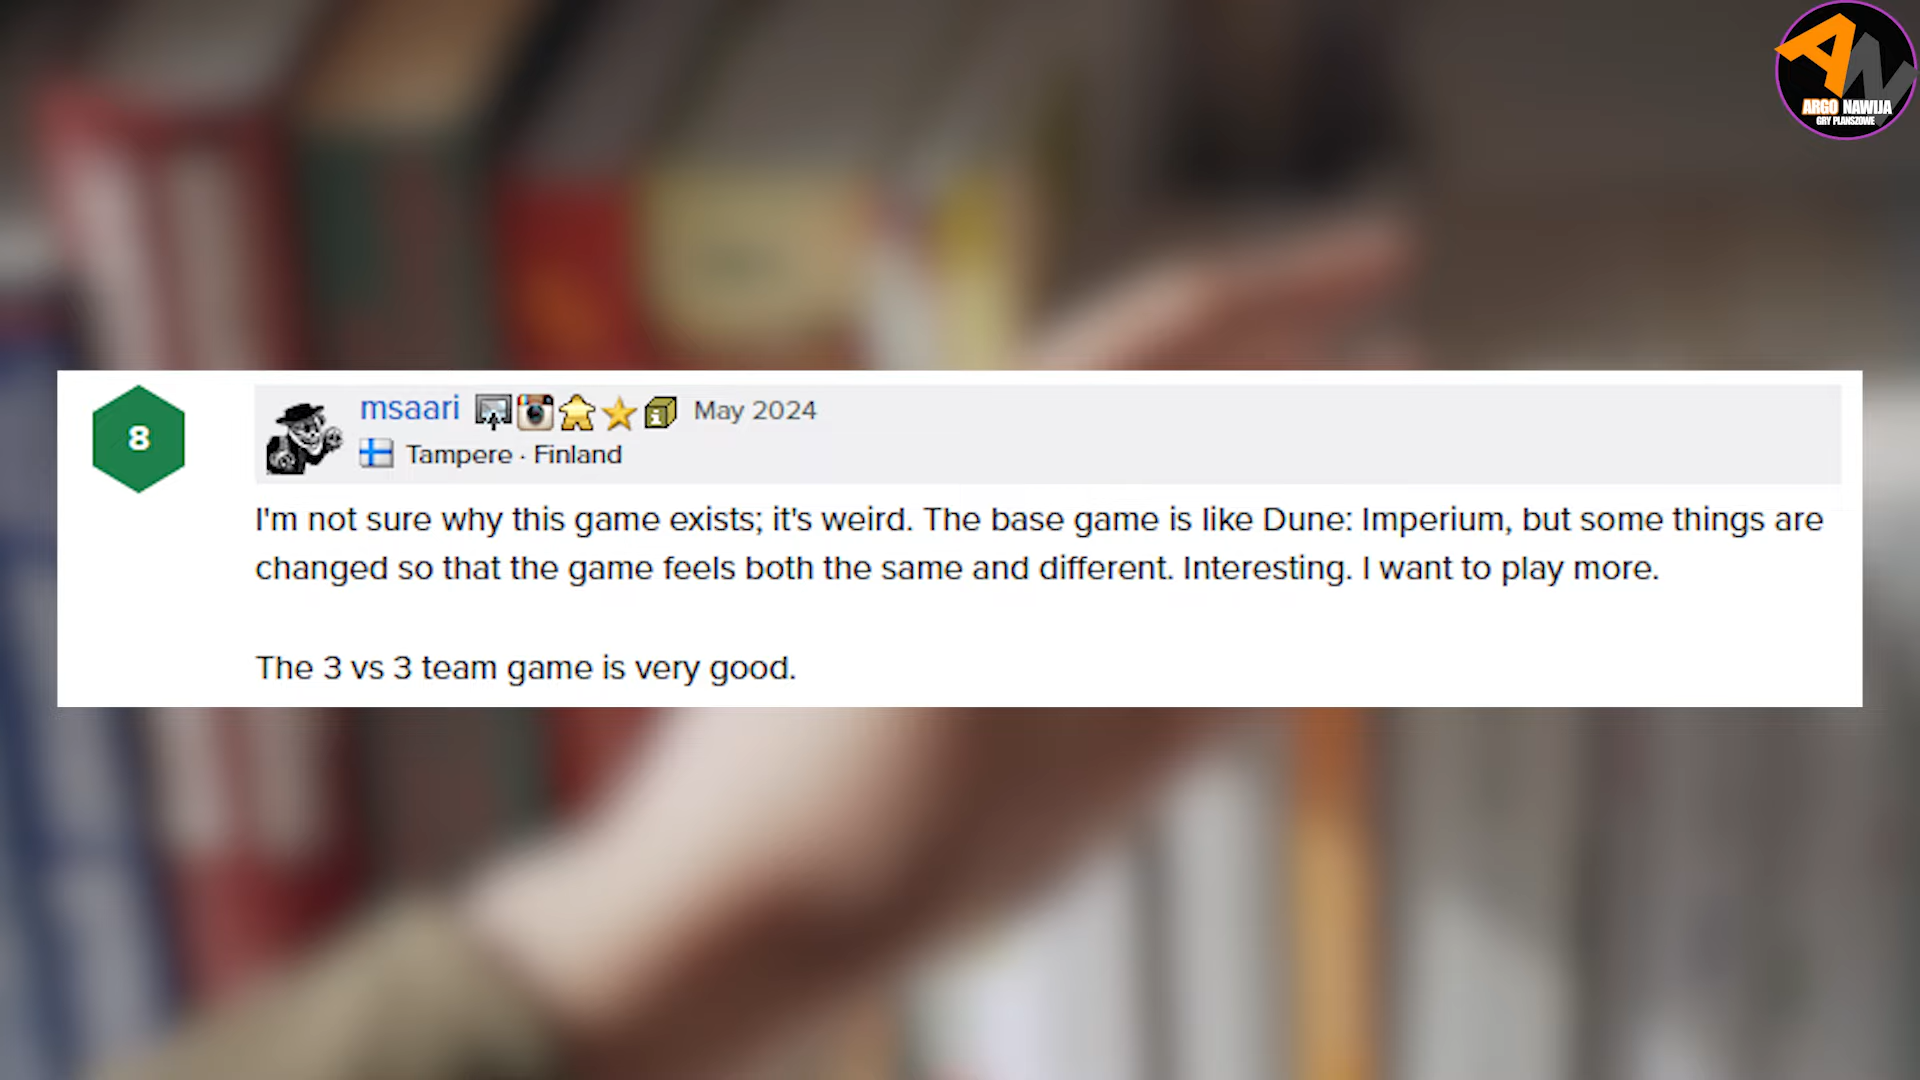 ARGO NAWIJA
GRY PLANSZOWE
8
msaari May 2024
Tampere · Finland
I'm not sure why this game exists; it's weird. The base game is like Dune: Imperium, but some things are
changed so that the game feels both the same and different. Interesting. I want to play more.
The 3 vs 3 team game is very good.